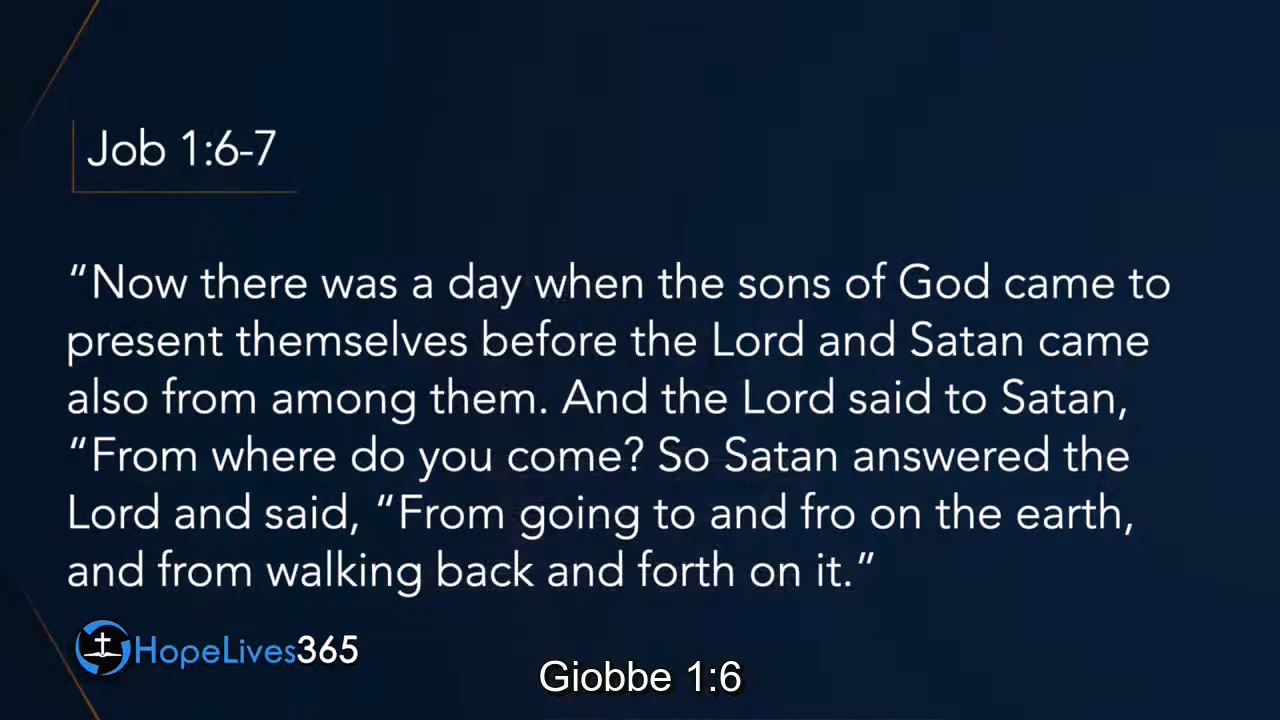 Job 1:6-7
“Now there was a day when the sons of God came to
present themselves before the Lord and Satan came
also from among them. And the Lord said to Satan,
“From where do you come? So Satan answered the
Lord and said, “From going to and fro on the earth,
and from walking back and forth on it.”
HopeLives365
Giobbe 1:6